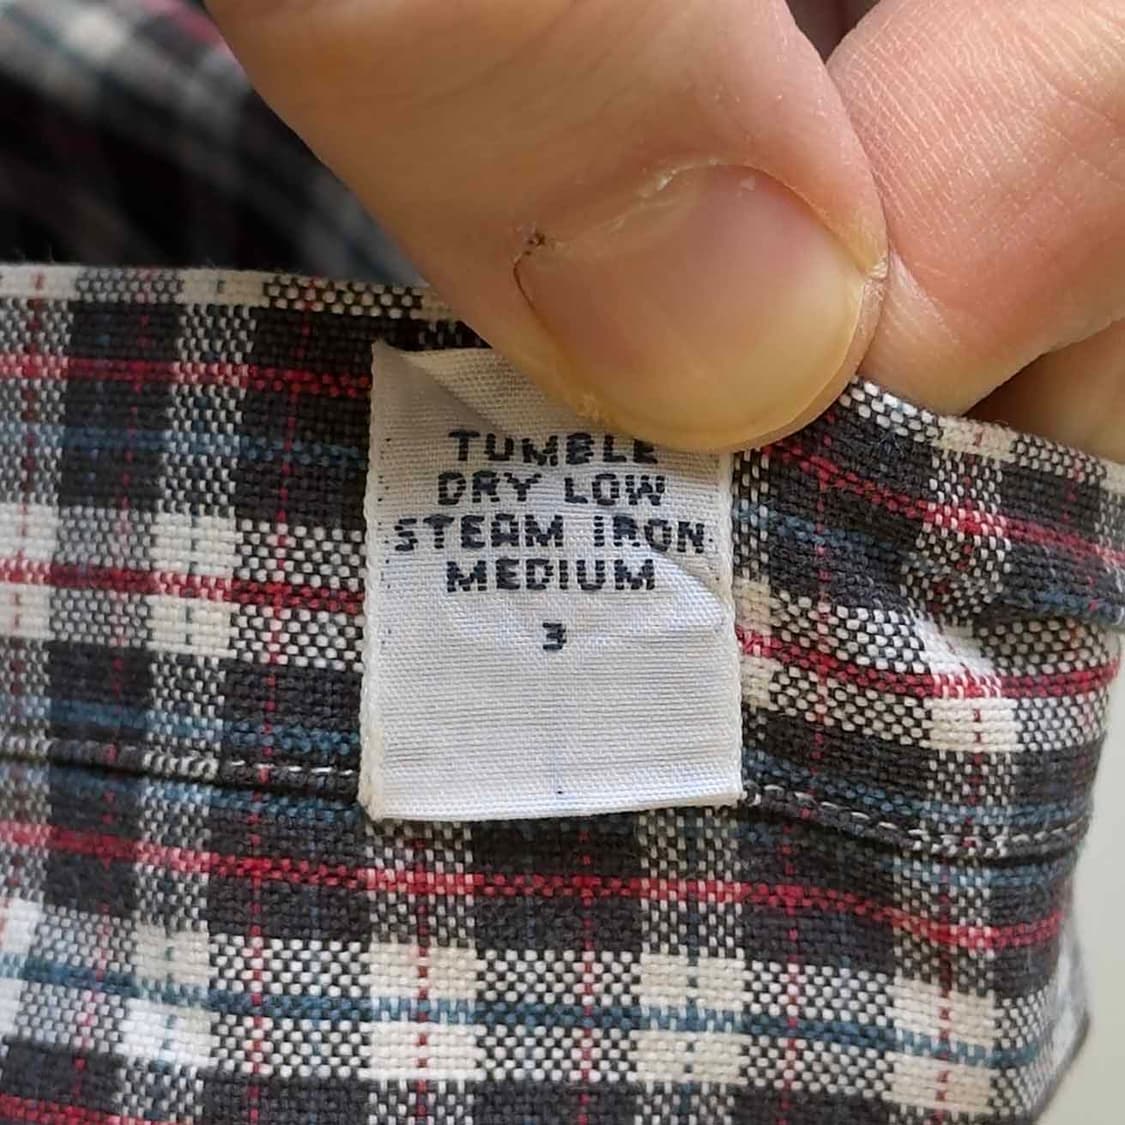 TUMBLE
DRY LOW
STEAM IRON
MEDIUM
3